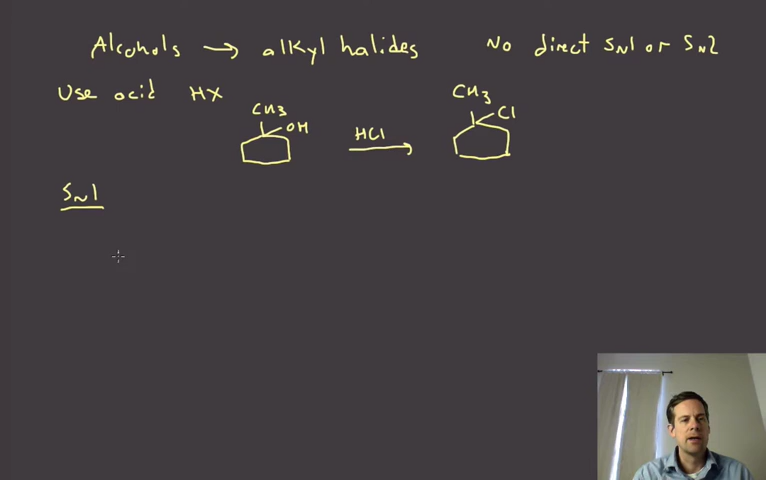 Alcohols → alkyl halides No direct SN1 or SN2
Use acid HX
CH3
OH
HCl
CH3
Cl
SN1